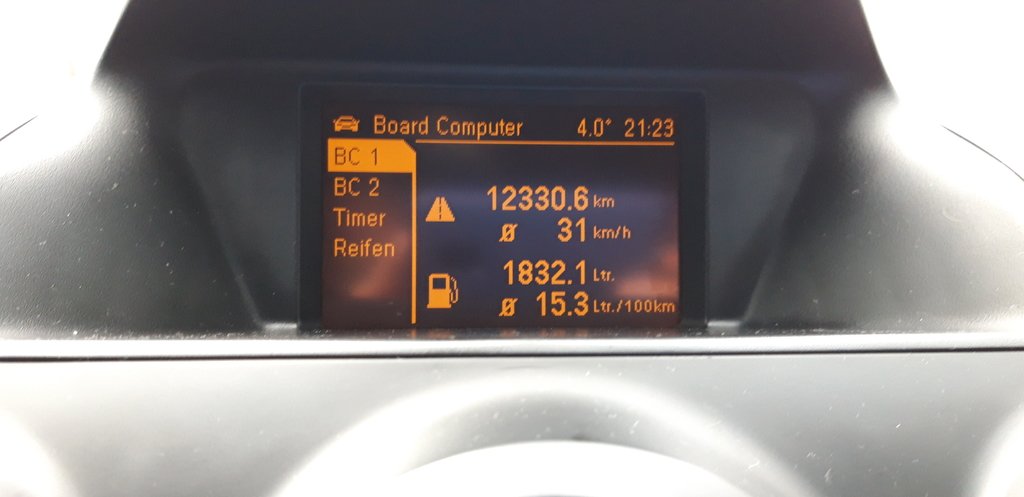 Board Computer 4.0° 21:23
BC 1
BC 2
Timer
Reifen
12330.6 km
Ø 31 km/h
1832.1 Ltr.
Ø 15.3 Ltr./100km